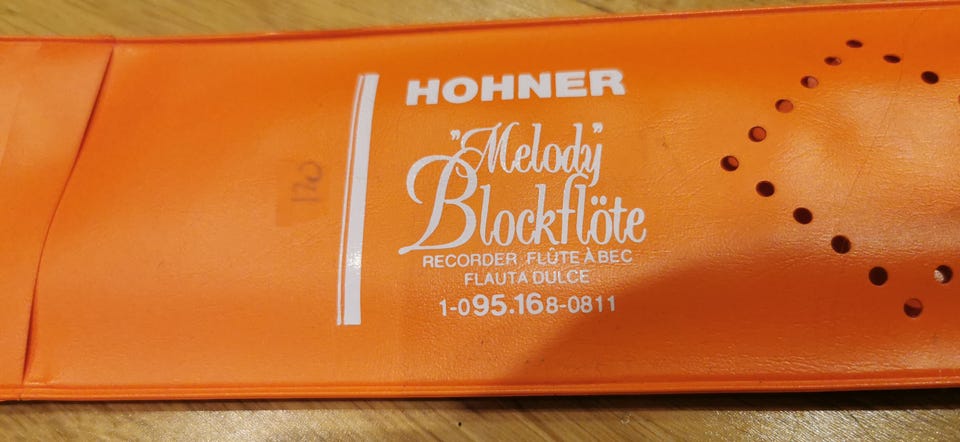 HOHNER
"Melody"
Blockflöte
RECORDER FLÛTE À BEC
FLAUTA DULCE
1-095.168-0811